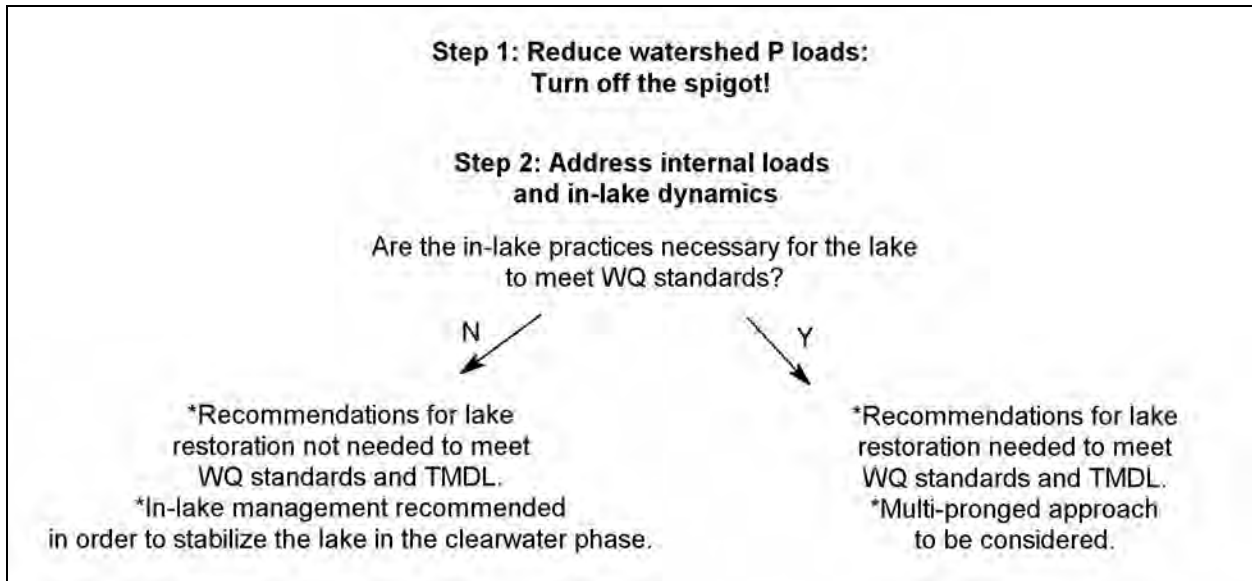 Step 1: Reduce watershed P loads:
Turn off the spigot!
Step 2: Address internal loads
and in-lake dynamics
Are the in-lake practices necessary for the lake
to meet WQ standards?
N
Y
*Recommendations for lake
restoration not needed to meet
WQ standards and TMDL.
*In-lake management recommended
in order to stabilize the lake in the clearwater phase.
*Recommendations for lake
restoration needed to meet
WQ standards and TMDL.
*Multi-pronged approach
to be considered.